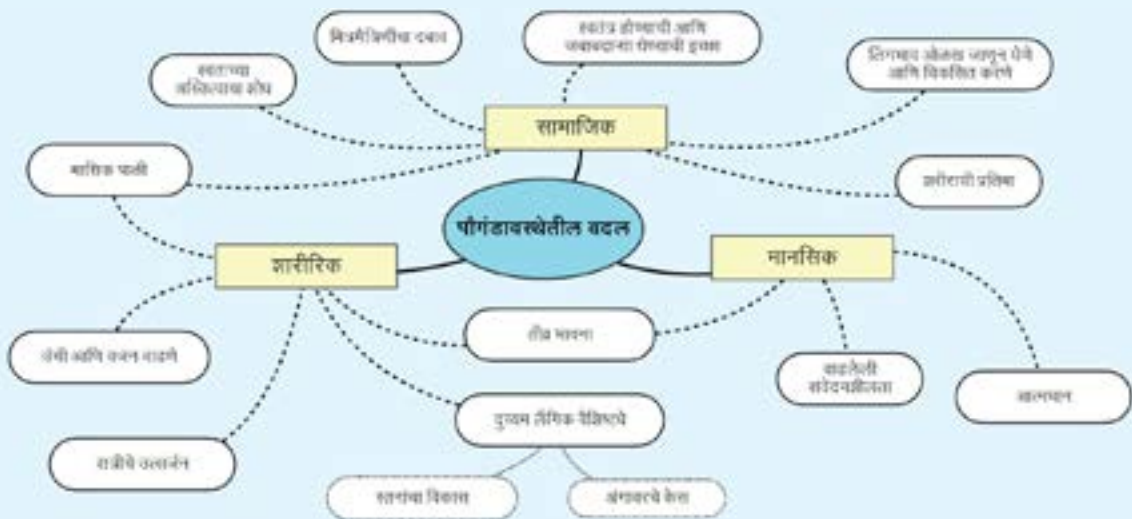 मित्रमैत्रिणींचा दबाव
स्वतंत्र होण्याची आणि
जबाबदाऱ्या घेण्याची इच्छा
लिंगभाव ओळख जाणून घेणे
आणि विकसित करणे
स्वतःच्या
अस्तित्वाचा शोध
सामाजिक
मासिक पाळी
शरीराची प्रतिमा
पौगंडावस्थेतील बदल
शारीरिक
मानसिक
तीव्र भावना
उंची आणि वजन वाढणे
वाढलेली
संवेदनशीलता
आत्मभान
दुय्यम लैंगिक वैशिष्टये
रात्रीचे उत्सर्जन
स्तनांचा विकास
अंगावरचे केस